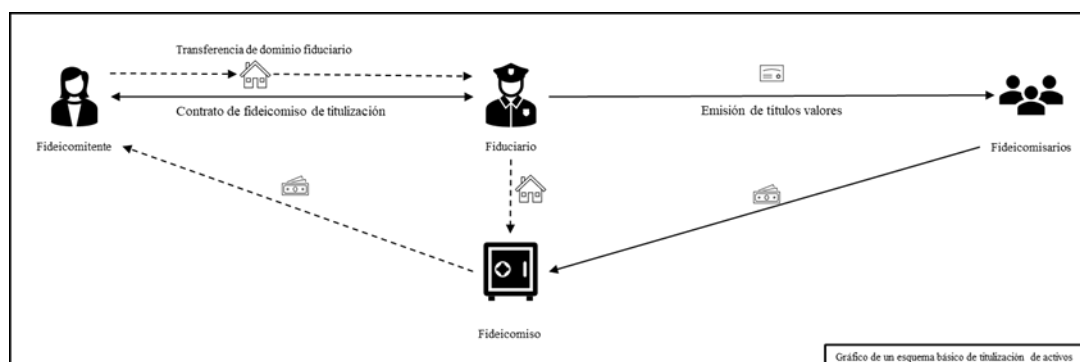 Transferencia de dominio fiduciario
Contrato de fideicomiso de titulización
Emisión de títulos valores
Fideicomitente
Fiduciario
Fideicomisarios
Fideicomiso
Gráfico de un esquema básico de titulización de activos